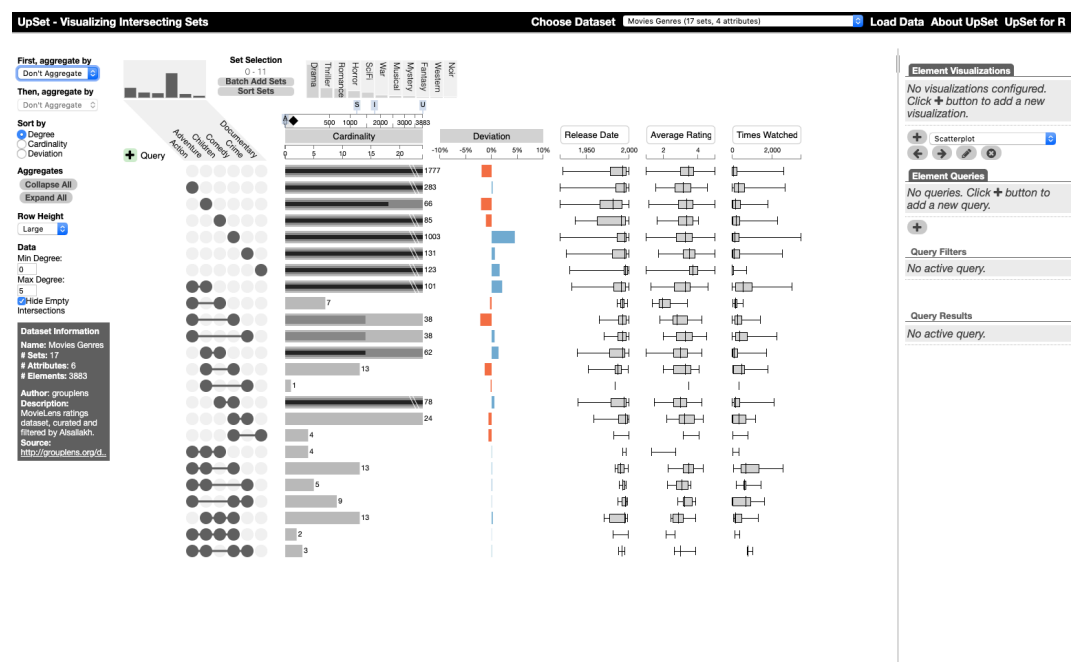 UpSet - Visualizing Intersecting Sets
Choose Dataset Movies Genres (17 sets, 4 attributes) Load Data About UpSet UpSet for R
First, aggregate by
Don't Aggregate
Then, aggregate by
Don't Aggregate
Sort by
Degree
Cardinality
Deviation
Aggregates
Collapse All
Expand All
Row Height
Large
Data
Min Degree:
0
Max Degree:
5
Hide Empty
Intersections
Dataset Information
Name: Movies Genres
# Sets: 17
# Attributes: 6
# Elements: 3883
Author: grouplens
Description:
MovieLens ratings
dataset, curated and
filtered by Alsallakh.
Source:
http://grouplens.org/d..
Set Selection
0 - 11
Batch Add Sets
Sort Sets
Drama
Thriller
Romance
Horror
SciFi
War
Musical
Mystery
Fantasy
Western
Noir
Query
Action
Adventure
Children
Comedy
Crime
Documentary
S I U
A
0 500 1000 2000 3000 3883
Cardinality
0 5 10 15 20
Deviation
-10% -5% 0% 5% 10%
Release Date
1,950 2,000
Average Rating
2 4
Times Watched
0 2,000
1777
283
66
85
1003
131
123
101
7
38
38
62
13
1
78
24
4
4
13
5
9
13
2
3
Element Visualizations
No visualizations configured.
Click + button to add a new
visualization.
Scatterplot
Element Queries
No queries. Click + button to
add a new query.
Query Filters
No active query.
Query Results
No active query.